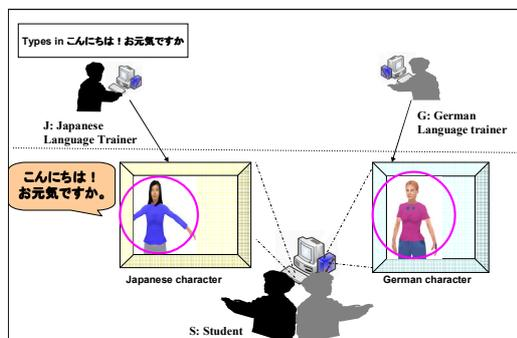 Types in こんにちは！お元気ですか
J: Japanese
Language Trainer
G: German
Language trainer
こんにちは！
お元気ですか。
Japanese character
German character
S: Student